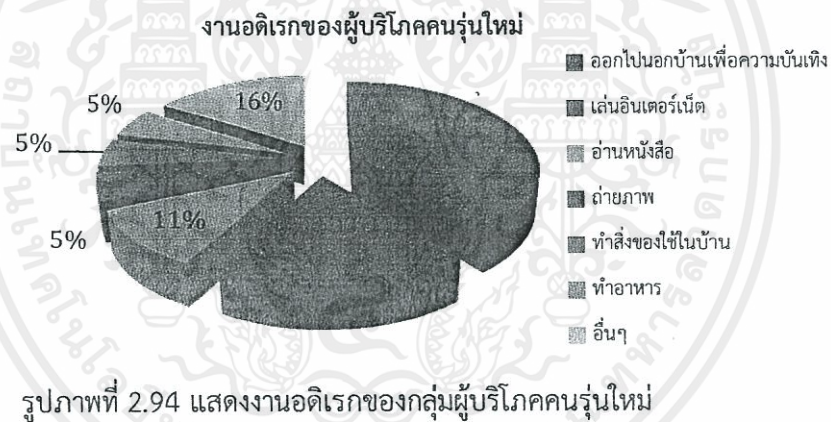 งานอดิเรกของผู้บริโภคคนรุ่นใหม่
ออกไปนอกบ้านเพื่อความบันเทิง
เล่นอินเตอร์เน็ต
อ่านหนังสือ
ถ่ายภาพ
ทำสิ่งของใช้ในบ้าน
ทำอาหาร
อื่นๆ
16%
5%
5%
5%
11%
รูปภาพที่ 2.94 แสดงงานอดิเรกของกลุ่มผู้บริโภคคนรุ่นใหม่